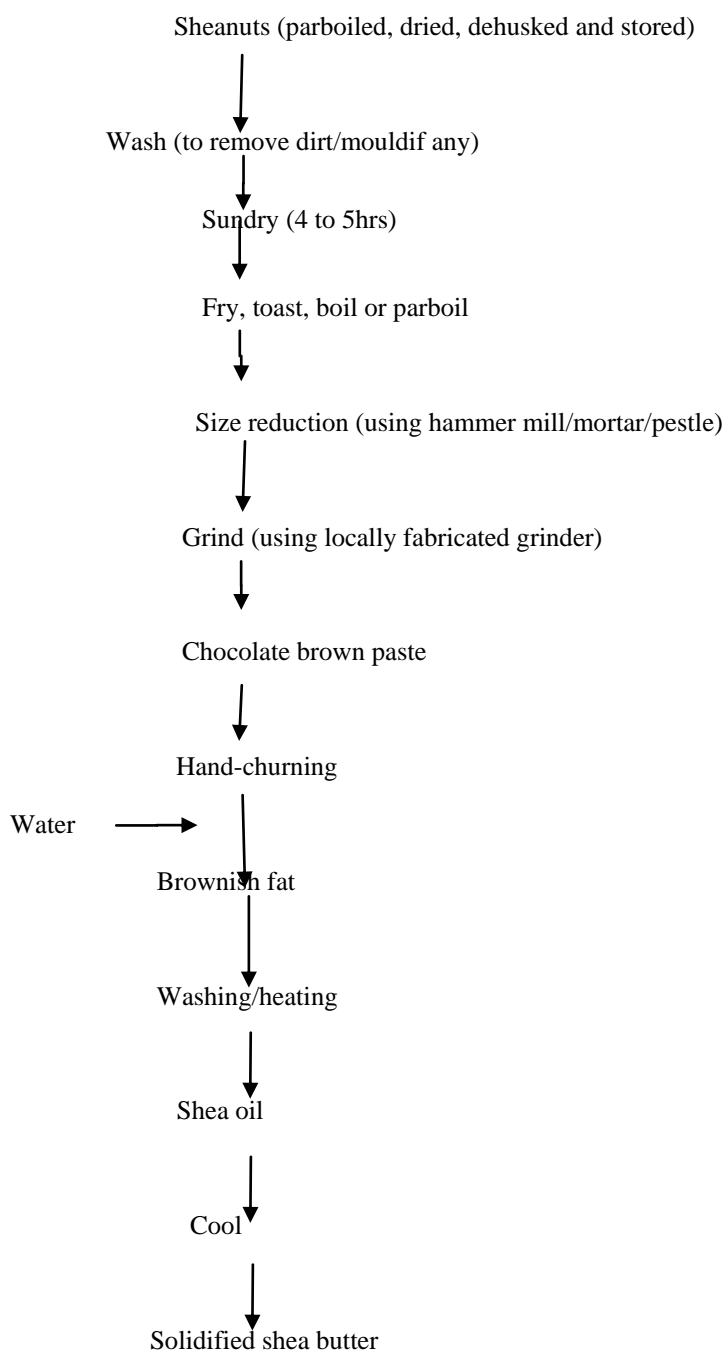 Sheanuts (parboiled, dried, dehusked and stored)
Wash (to remove dirt/mouldif any)
Sundry (4 to 5hrs)
Fry, toast, boil or parboil
Size reduction (using hammer mill/mortar/pestle)
Grind (using locally fabricated grinder)
Chocolate brown paste
Hand-churning
Water
Brownish fat
Washing/heating
Shea oil
Cool
Solidified shea butter